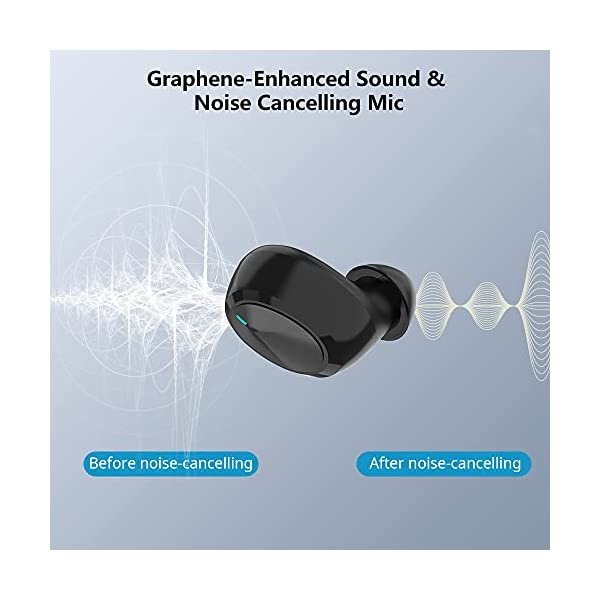 Graphene-Enhanced Sound &
Noise Cancelling Mic
Before noise-cancelling
After noise-cancelling